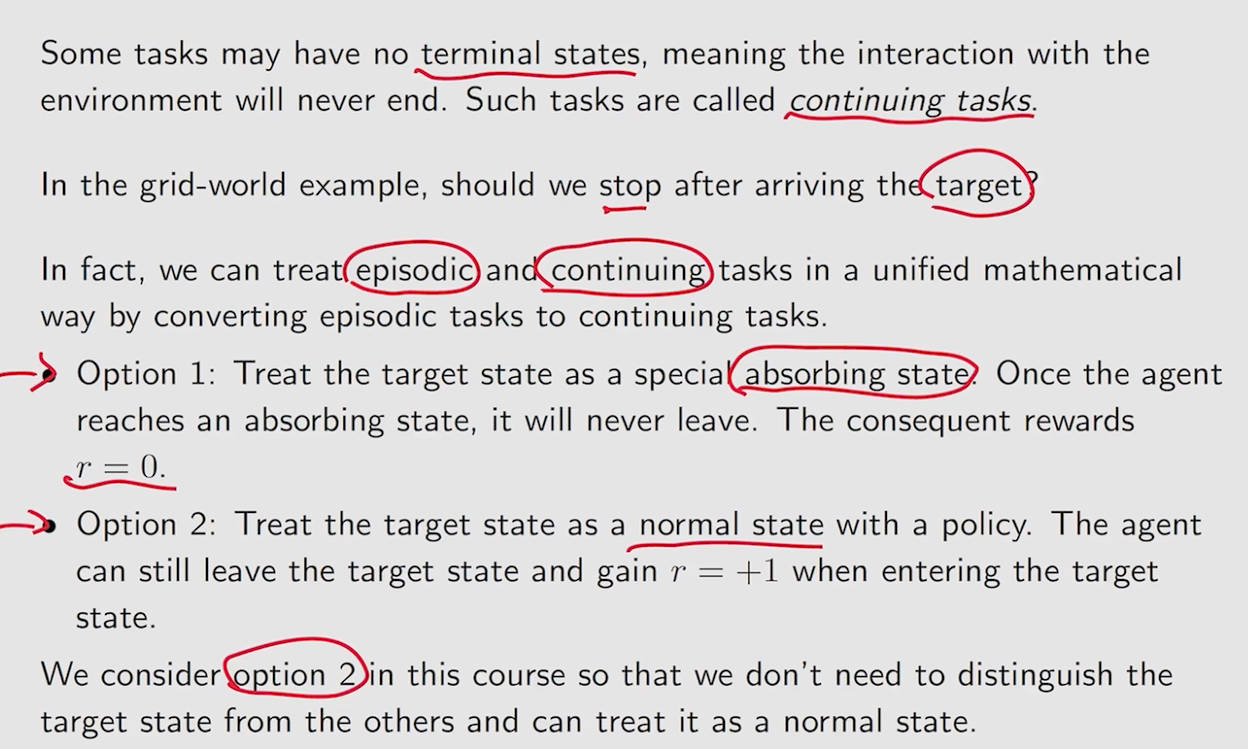 Some tasks may have no terminal states, meaning the interaction with the
environment will never end. Such tasks are called continuing tasks.
In the grid-world example, should we stop after arriving the target?
In fact, we can treat episodic and continuing tasks in a unified mathematical
way by converting episodic tasks to continuing tasks.
• Option 1: Treat the target state as a special absorbing state. Once the agent
reaches an absorbing state, it will never leave. The consequent rewards
r = 0.
• Option 2: Treat the target state as a normal state with a policy. The agent
can still leave the target state and gain r = +1 when entering the target
state.
We consider option 2 in this course so that we don't need to distinguish the
target state from the others and can treat it as a normal state.